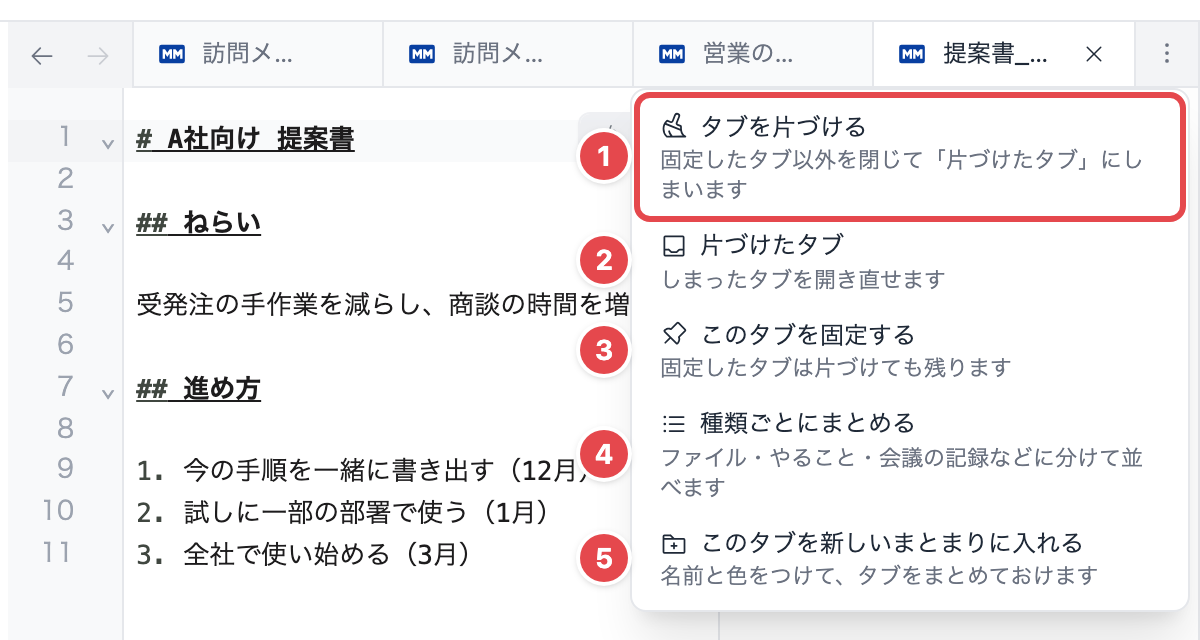 MM 訪問メ... MM 訪問メ... MM 営業の... MM 提案書_...
1 # A社向け 提案書
2
3 ## ねらい
4
5 受発注の手作業を減らし、商談の時間を増
6
7 ## 進め方
8
9 1. 今の手順を一緒に書き出す（12月）
10 2. 試しに一部の部署で使う（1月）
11 3. 全社で使い始める（3月）
1 タブを片づける
固定したタブ以外を閉じて「片づけたタブ」にし
まいます
2 片づけたタブ
しまったタブを開き直せます
3 このタブを固定する
固定したタブは片づけても残ります
4 種類ごとにまとめる
ファイル・やること・会議の記録などに分けて並
べます
5 このタブを新しいまとまりに入れる
名前と色をつけて、タブをまとめておけます